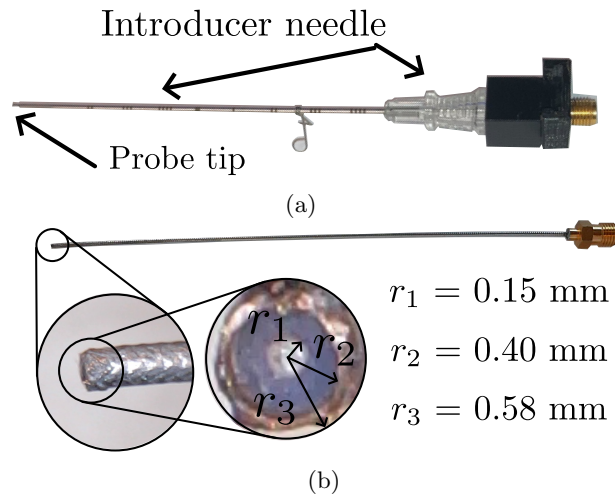 Introducer needle
Probe tip
(a)
r₁ = 0.15 mm
r₁
r₂
r₂ = 0.40 mm
r₃
r₃ = 0.58 mm
(b)